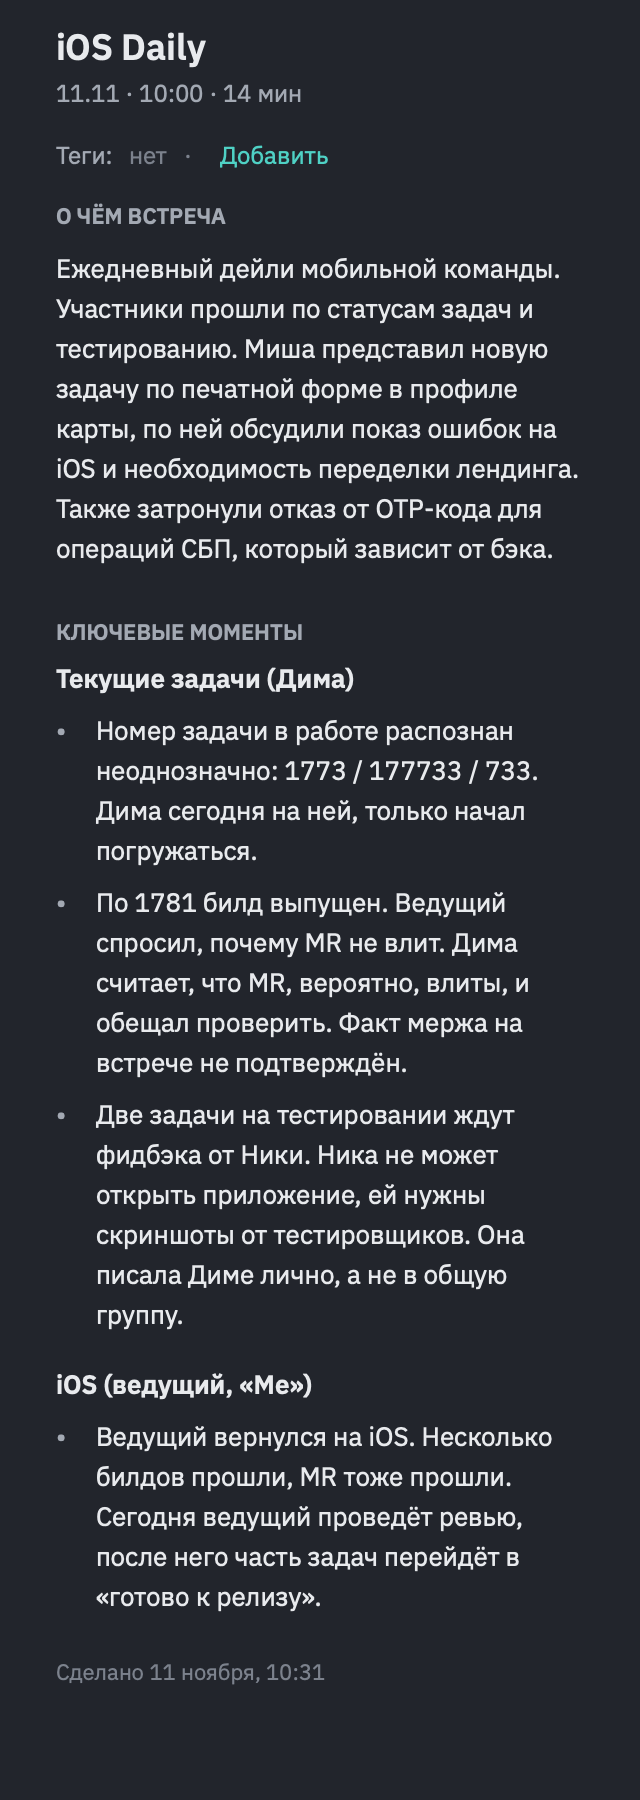 iOS Daily
11.11 · 10:00 · 14 мин
Теги: нет · Добавить
О ЧЁМ ВСТРЕЧА
Ежедневный дейли мобильной команды.
Участники прошли по статусам задач и
тестированию. Миша представил новую
задачу по печатной форме в профиле
карты, по ней обсудили показ ошибок на
iOS и необходимость переделки лендинга.
Также затронули отказ от OTP-кода для
операций СБП, который зависит от бэка.
КЛЮЧЕВЫЕ МОМЕНТЫ
Текущие задачи (Дима)
• Номер задачи в работе распознан
неоднозначно: 1773 / 177733 / 733.
Дима сегодня на ней, только начал
погружаться.
• По 1781 билд выпущен. Ведущий
спросил, почему MR не влит. Дима
считает, что MR, вероятно, влиты, и
обещал проверить. Факт мержа на
встрече не подтверждён.
• Две задачи на тестировании ждут
фидбэка от Ники. Ника не может
открыть приложение, ей нужны
скриншоты от тестировщиков. Она
писала Диме лично, а не в общую
группу.
iOS (ведущий, «Me»)
• Ведущий вернулся на iOS. Несколько
билдов прошли, MR тоже прошли.
Сегодня ведущий проведёт ревью,
после него часть задач перейдёт в
«готово к релизу».
Сделано 11 ноября, 10:31